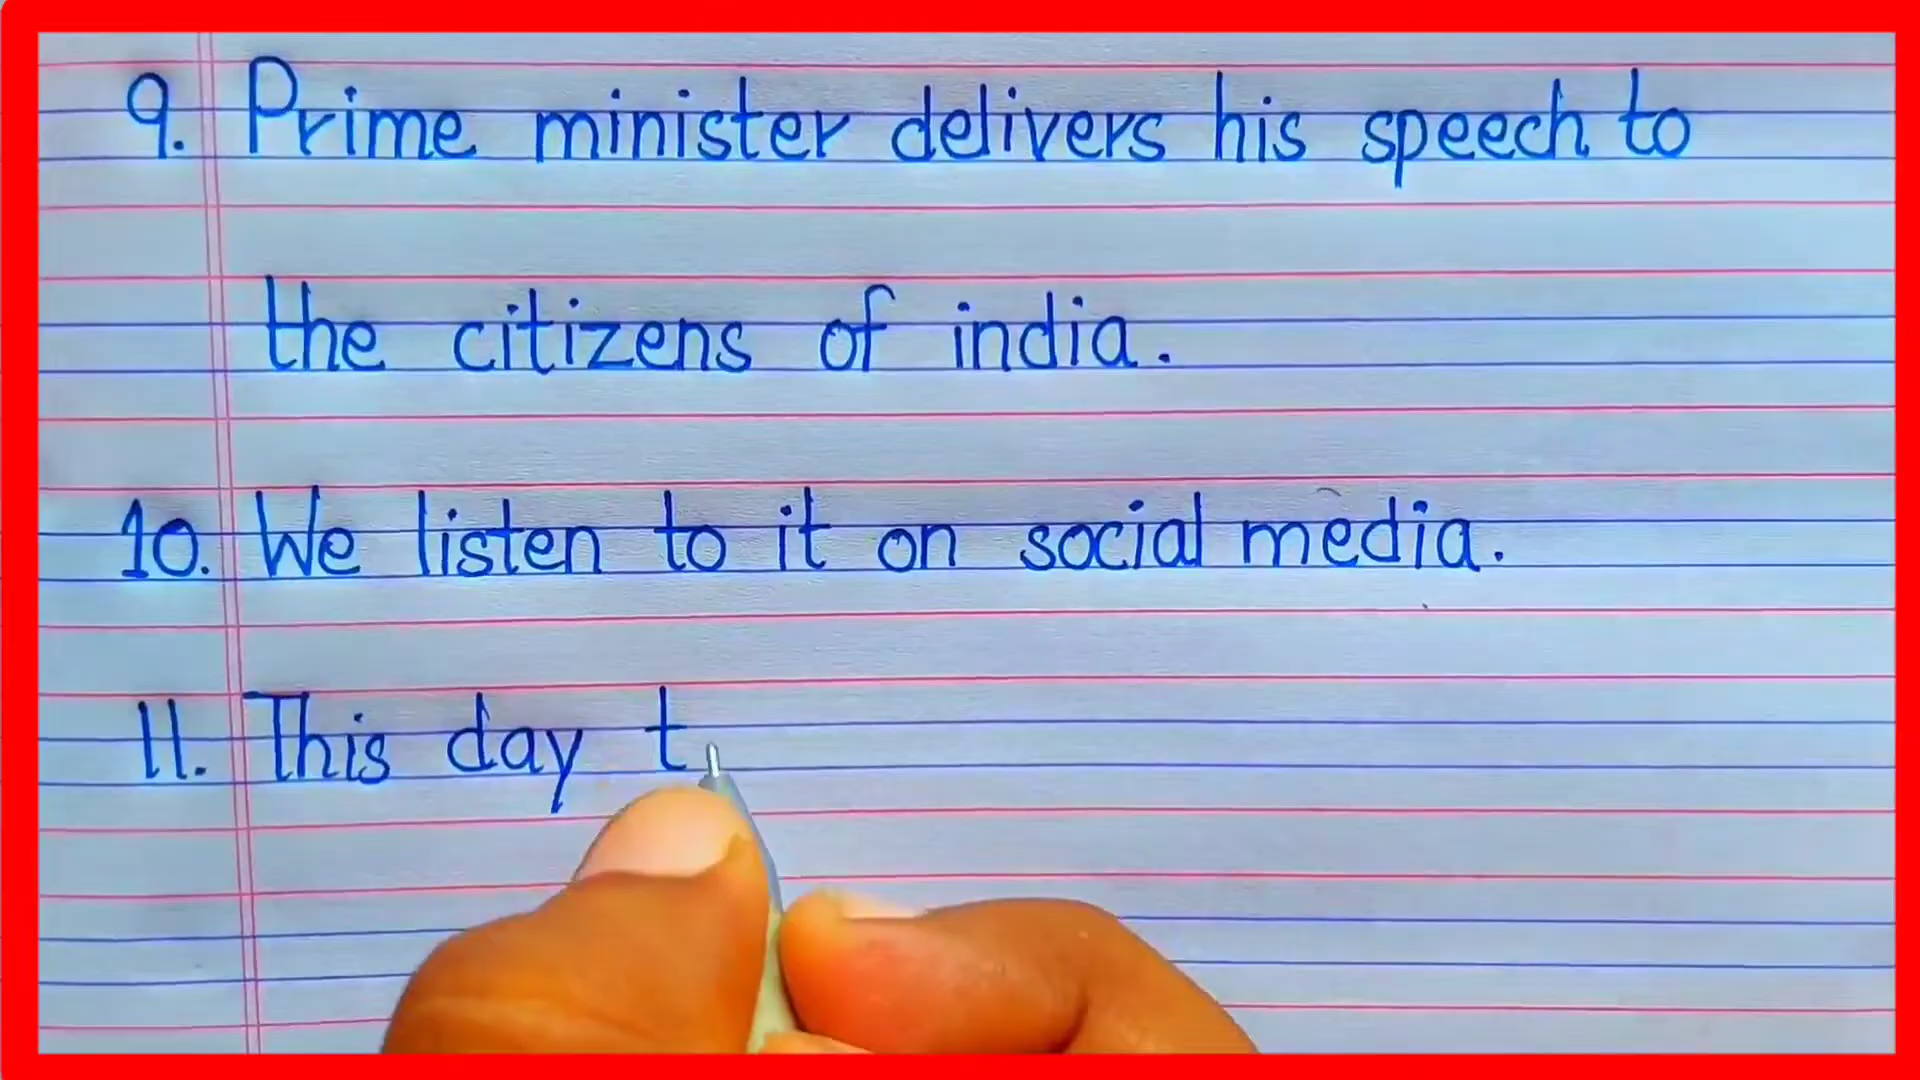 9. Prime minister delivers his speech to
the citizens of india.
10. We listen to it on social media.
11. This day t